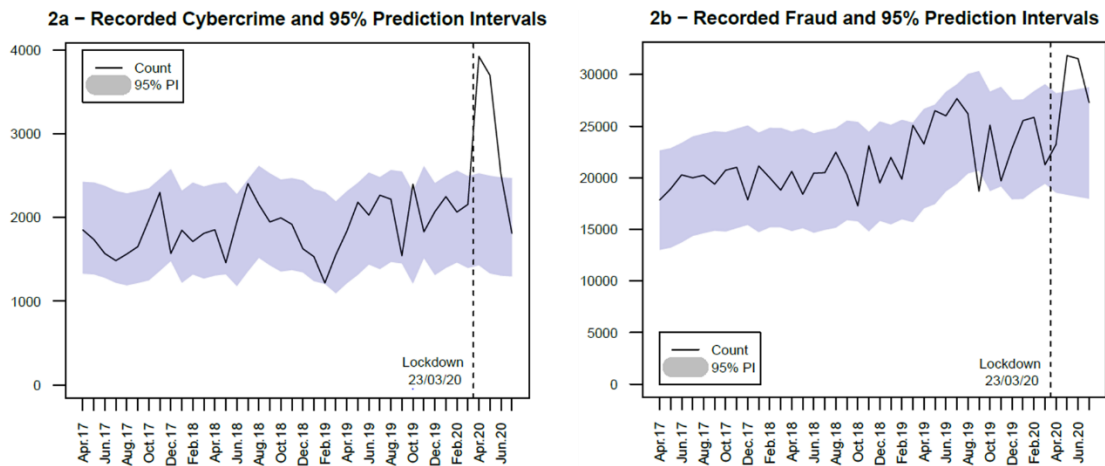 2a − Recorded Cybercrime and 95% Prediction Intervals
4000
3000
2000
1000
0
Count
95% PI
Lockdown
23/03/20
Apr.17
Jun.17
Aug.17
Oct.17
Dec.17
Feb.18
Apr.18
Jun.18
Aug.18
Oct.18
Dec.18
Feb.19
Apr.19
Jun.19
Aug.19
Oct.19
Dec.19
Feb.20
Apr.20
Jun.20
2b − Recorded Fraud and 95% Prediction Intervals
30000
25000
20000
15000
10000
5000
0
Count
95% PI
Lockdown
23/03/20
Apr.17
Jun.17
Aug.17
Oct.17
Dec.17
Feb.18
Apr.18
Jun.18
Aug.18
Oct.18
Dec.18
Feb.19
Apr.19
Jun.19
Aug.19
Oct.19
Dec.19
Feb.20
Apr.20
Jun.20